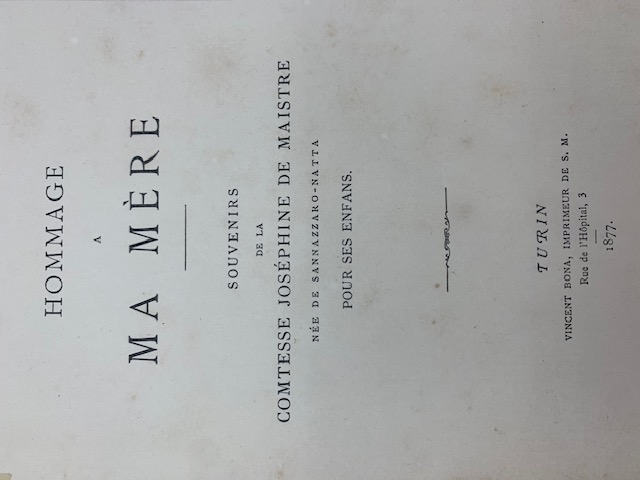 HOMMAGE
A
MA MÈRE
SOUVENIRS
DE LA
COMTESSE JOSÉPHINE DE MAISTRE
NÉE DE SANNAZZARO-NATTA
POUR SES ENFANS.
TURIN
VINCENT BONA, IMPRIMEUR DE S. M.
Rue de l'Hôpital, 3
1877.